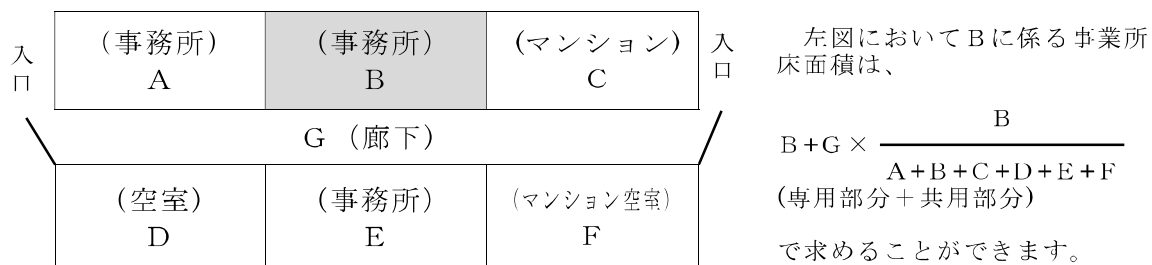 入口
(事務所)
A
(事務所)
B
(マンション)
C
入口
G (廊下)
(空室)
D
(事務所)
E
(マンション空室)
F
左図においてBに係る事業所
床面積は、
B+G×
B
A+B+C+D+E+F
(専用部分+共用部分)
で求めることができます。